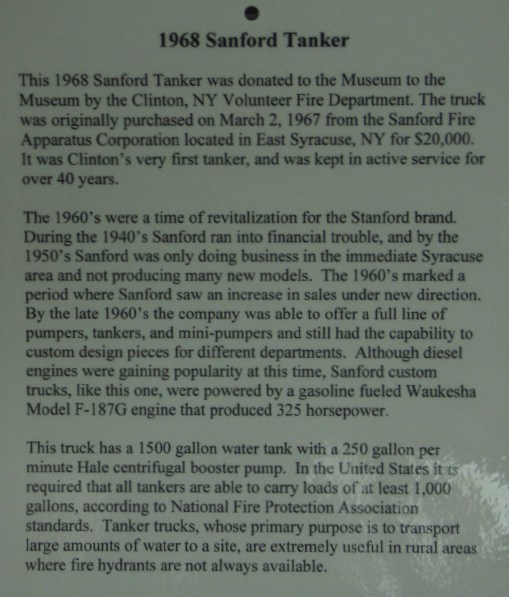 1968 Sanford Tanker
This 1968 Sanford Tanker was donated to the Museum to the
Museum by the Clinton, NY Volunteer Fire Department. The truck
was originally purchased on March 2, 1967 from the Sanford Fire
Apparatus Corporation located in East Syracuse, NY for $20,000.
It was Clinton's very first tanker, and was kept in active service for
over 40 years.
The 1960's were a time of revitalization for the Stanford brand.
During the 1940's Sanford ran into financial trouble, and by the
1950's Sanford was only doing business in the immediate Syracuse
area and not producing many new models. The 1960's marked a
period where Sanford saw an increase in sales under new direction.
By the late 1960's the company was able to offer a full line of
pumpers, tankers, and mini-pumpers and still had the capability to
custom design pieces for different departments. Although diesel
engines were gaining popularity at this time, Sanford custom
trucks, like this one, were powered by a gasoline fueled Waukesha
Model F-187G engine that produced 325 horsepower.
This truck has a 1500 gallon water tank with a 250 gallon per
minute Hale centrifugal booster pump. In the United States it is
required that all tankers are able to carry loads of at least 1,000
gallons, according to National Fire Protection Association
standards. Tanker trucks, whose primary purpose is to transport
large amounts of water to a site, are extremely useful in rural areas
where fire hydrants are not always available.